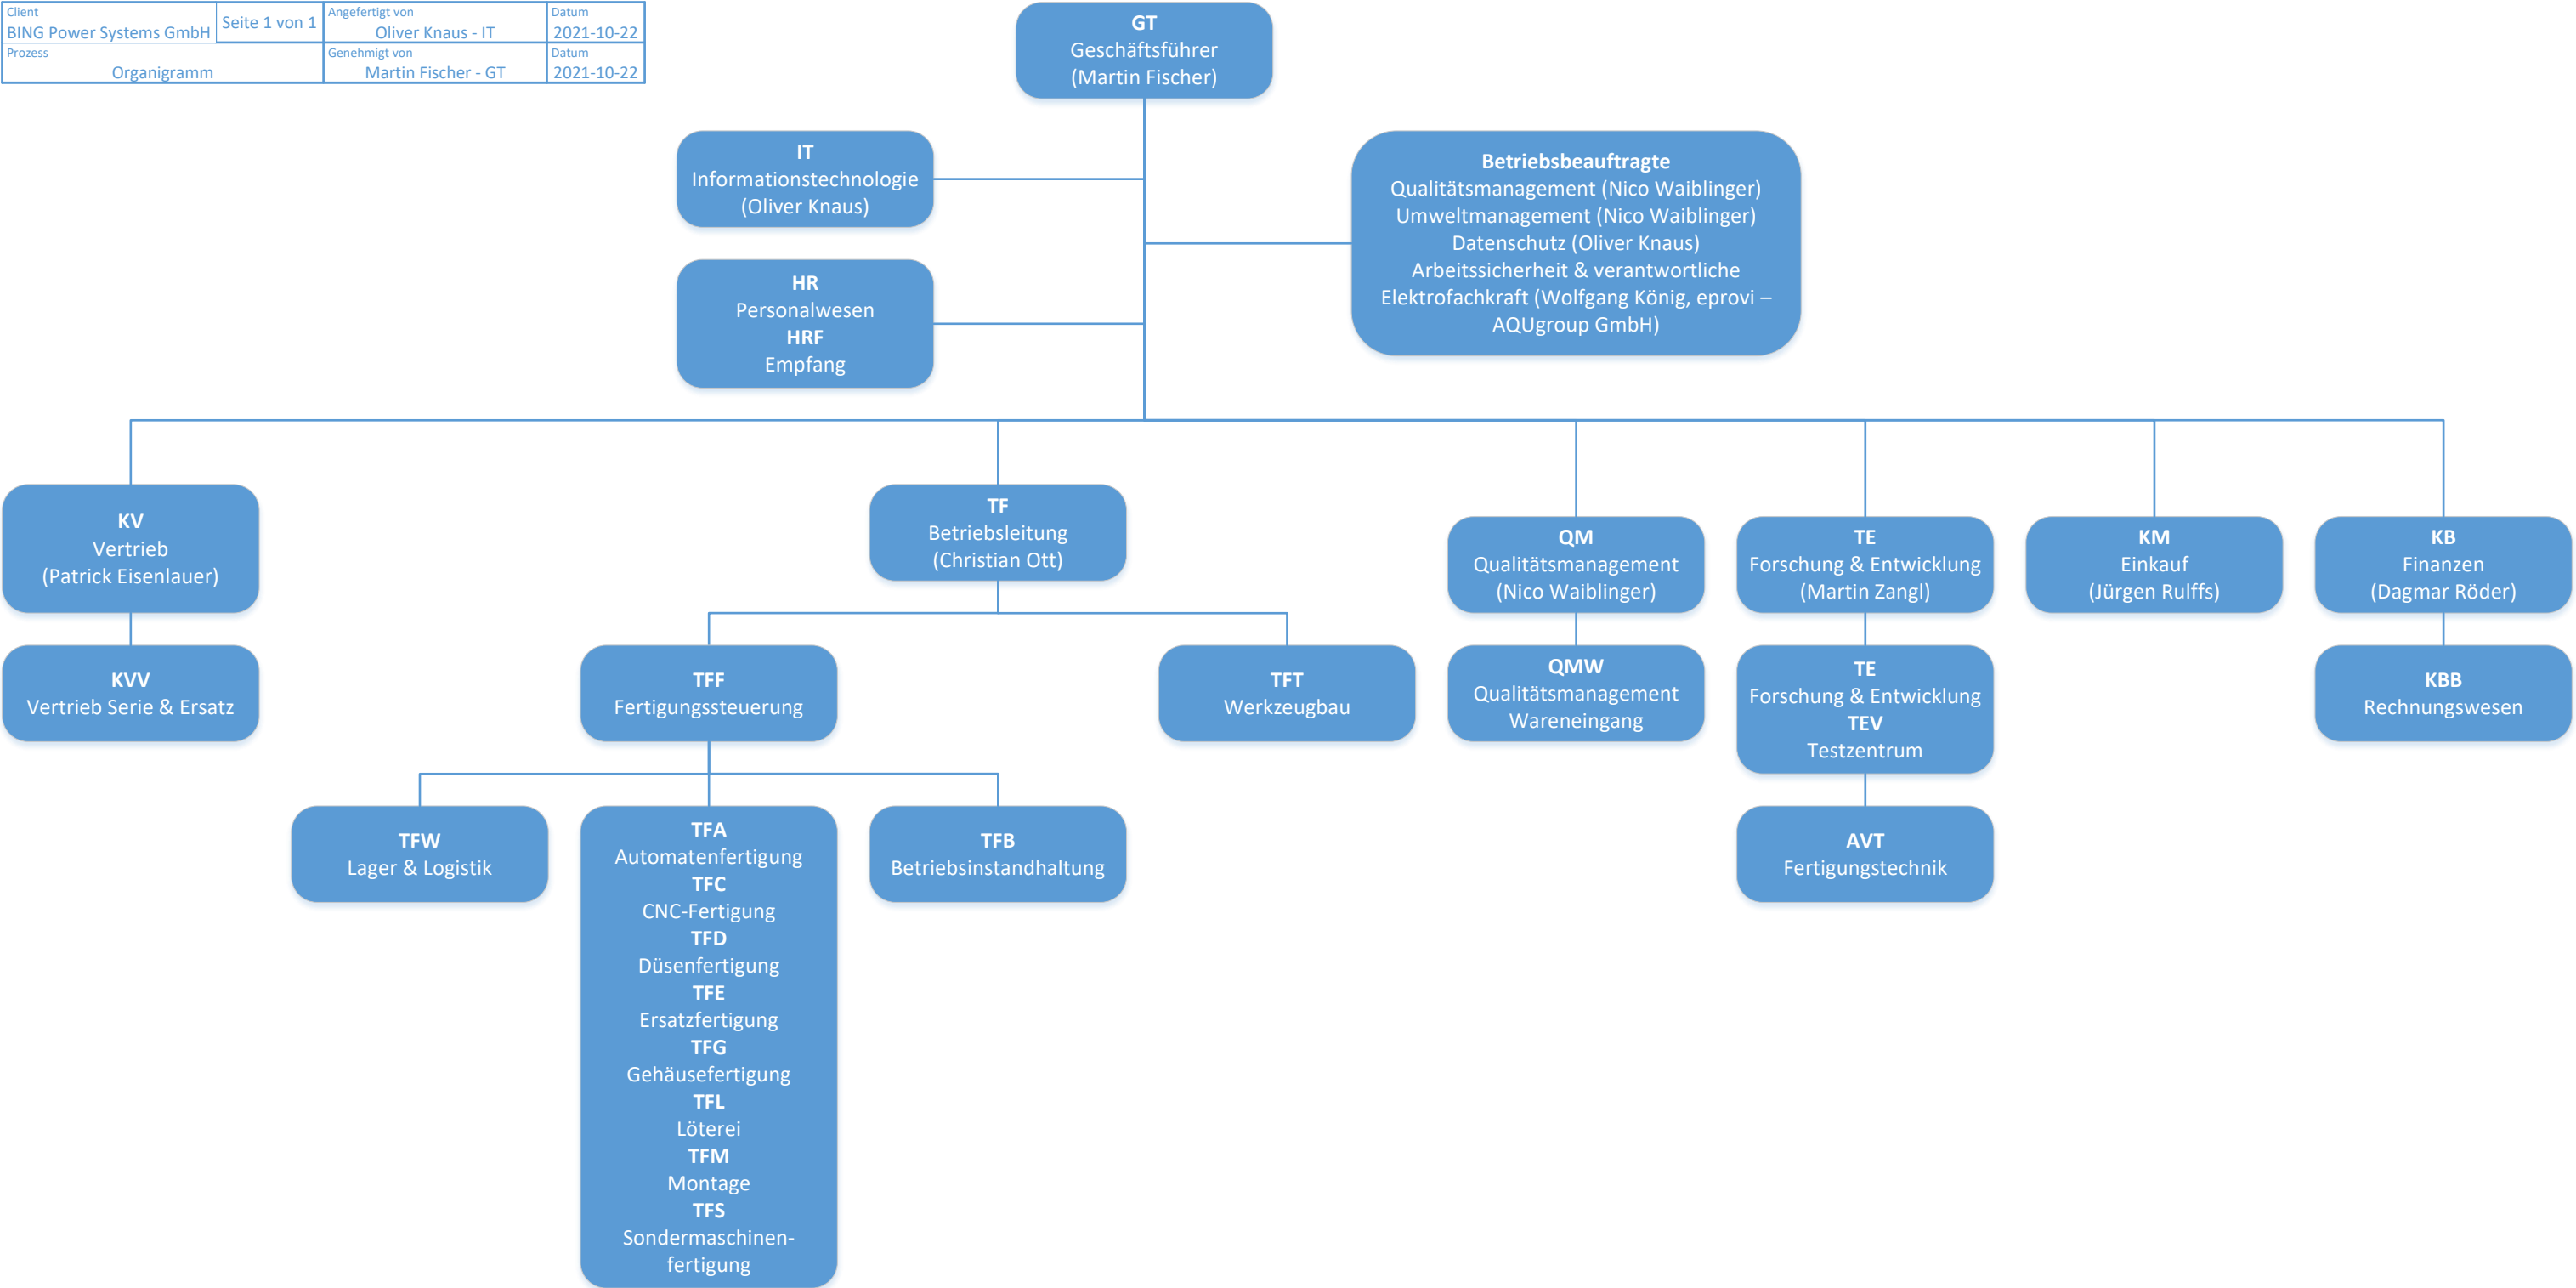 Client
BING Power Systems GmbH
Seite 1 von 1
Angefertigt von
Oliver Knaus - IT
Datum
2021-10-22
Prozess
Organigramm
Genehmigt von
Martin Fischer - GT
Datum
2021-10-22
GT
Geschäftsführer
(Martin Fischer)
IT
Informationstechnologie
(Oliver Knaus)
Betriebsbeauftragte
Qualitätsmanagement (Nico Waiblinger)
Umweltmanagement (Nico Waiblinger)
Datenschutz (Oliver Knaus)
Arbeitssicherheit & verantwortliche
Elektrofachkraft (Wolfgang König, eprovi –
AQUgroup GmbH)
HR
Personalwesen
HRF
Empfang
KV
Vertrieb
(Patrick Eisenlauer)
TF
Betriebsleitung
(Christian Ott)
QM
Qualitätsmanagement
(Nico Waiblinger)
TE
Forschung & Entwicklung
(Martin Zangl)
KM
Einkauf
(Jürgen Rulffs)
KB
Finanzen
(Dagmar Röder)
KVV
Vertrieb Serie & Ersatz
TFF
Fertigungssteuerung
TFT
Werkzeugbau
QMW
Qualitätsmanagement
Wareneingang
TE
Forschung & Entwicklung
TEV
Testzentrum
KBB
Rechnungswesen
TFW
Lager & Logistik
TFA
Automatenfertigung
TFC
CNC-Fertigung
TFD
Düsenfertigung
TFE
Ersatzfertigung
TFG
Gehäusefertigung
TFL
Löterei
TFM
Montage
TFS
Sondermaschinen-
fertigung
TFB
Betriebsinstandhaltung
AVT
Fertigungstechnik